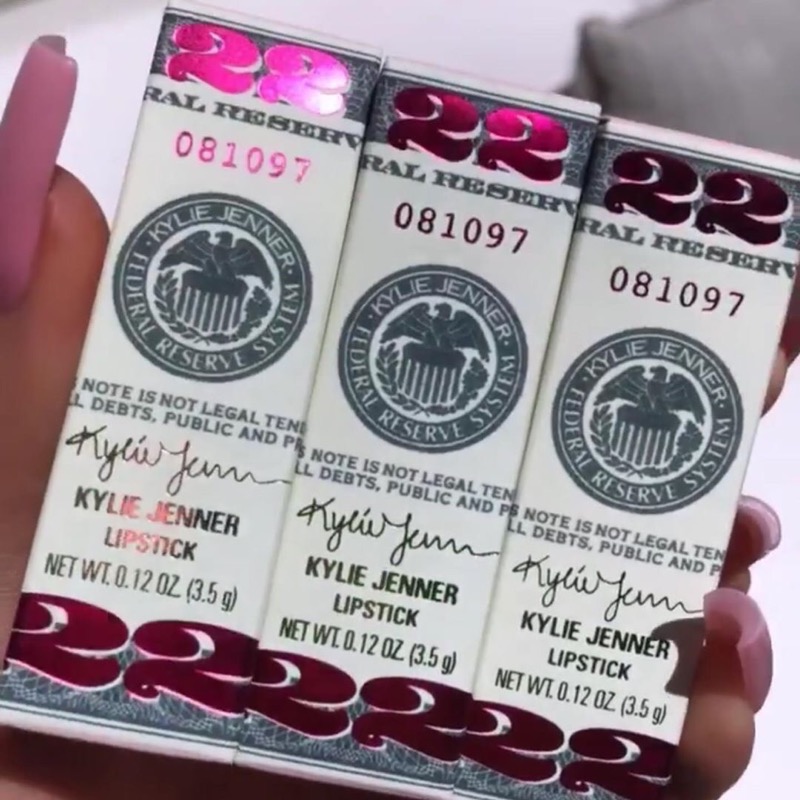 22
RAL RESERV
081097
KYLIE JENNER
FEDERAL RESERVE SYSTEM
NOTE IS NOT LEGAL TEN
L DEBTS, PUBLIC AND P
Kylie Jenn
KYLIE JENNER
LIPSTICK
NET WT. 0.12 OZ. (3.5 g)
22
22
RAL RESERV
081097
KYLIE JENNER
FEDERAL RESERVE SYSTEM
S NOTE IS NOT LEGAL TEN
LL DEBTS, PUBLIC AND P
Kylie Jenn
KYLIE JENNER
LIPSTICK
NET WT. 0.12 OZ. (3.5 g)
22
22
RAL RESERV
081097
KYLIE JENNER
FEDERAL RESERVE SYSTEM
S NOTE IS NOT LEGAL TEN
LL DEBTS, PUBLIC AND P
Kylie Jenn
KYLIE JENNER
LIPSTICK
NET WT. 0.12 OZ. (3.5 g)
22